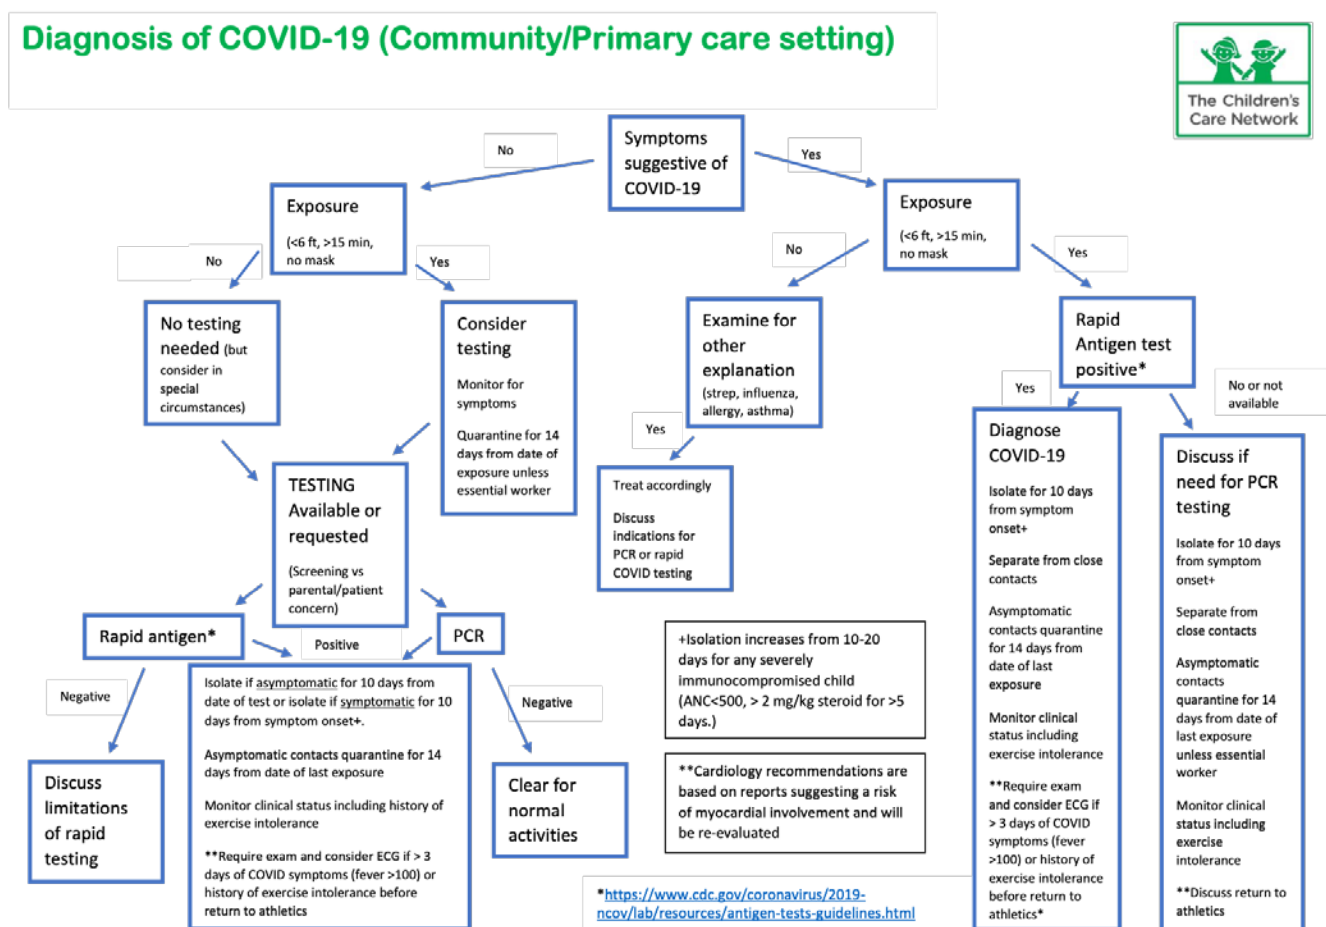 Diagnosis of COVID-19 (Community/Primary care setting)
The Children's
Care Network
Symptoms
suggestive of
COVID-19
No
Yes
Exposure
(<6 ft, >15 min,
no mask
Exposure
(<6 ft, >15 min,
no mask
No
Yes
No
Yes
No testing
needed (but
consider in
special
circumstances)
Consider
testing
Monitor for
symptoms
Quarantine for 14
days from date of
exposure unless
essential worker
Examine for
other
explanation
(strep, influenza,
allergy, asthma)
Rapid
Antigen test
positive*
Yes
No or not
available
Yes
TESTING
Available or
requested
(Screening vs
parental/patient
concern)
Treat accordingly
Discuss
indications for
PCR or rapid
COVID testing
Diagnose
COVID-19
Isolate for 10 days
from symptom
onset+
Separate from close
contacts
Asymptomatic
contacts quarantine
for 14 days from
date of last
exposure
Monitor clinical
status including
exercise intolerance
**Require exam
and consider ECG if
> 3 days of COVID
symptoms (fever
>100) or history of
exercise intolerance
before return to
athletics*
Discuss if
need for PCR
testing
Isolate for 10 days
from symptom
onset+
Separate from
close contacts
Asymptomatic
contacts
quarantine for 14
days from date of
last exposure
unless essential
worker
Monitor clinical
status including
exercise
intolerance
**Discuss return to
athletics
Rapid antigen*
Positive
PCR
Negative
Negative
Isolate if asymptomatic for 10 days from
date of test or isolate if symptomatic for 10
days from symptom onset+.
Asymptomatic contacts quarantine for 14
days from date of last exposure
Monitor clinical status including history of
exercise intolerance
**Require exam and consider ECG if > 3
days of COVID symptoms (fever >100) or
history of exercise intolerance before
return to athletics
Discuss
limitations
of rapid
testing
Clear for
normal
activities
+Isolation increases from 10-20
days for any severely
immunocompromised child
(ANC<500, > 2 mg/kg steroid for >5
days.)
**Cardiology recommendations are
based on reports suggesting a risk
of myocardial involvement and will
be re-evaluated
*https://www.cdc.gov/coronavirus/2019-
ncov/lab/resources/antigen-tests-guidelines.html